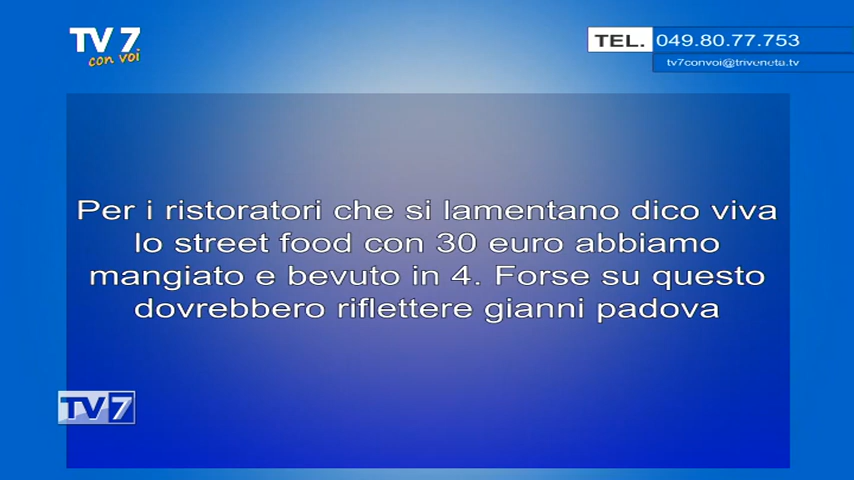 TV 7
con voi
TEL. 049.80.77.753
tv7convoi@triveneta.tv
Per i ristoratori che si lamentano dico viva
lo street food con 30 euro abbiamo
mangiato e bevuto in 4. Forse su questo
dovrebbero riflettere gianni padova
TV7